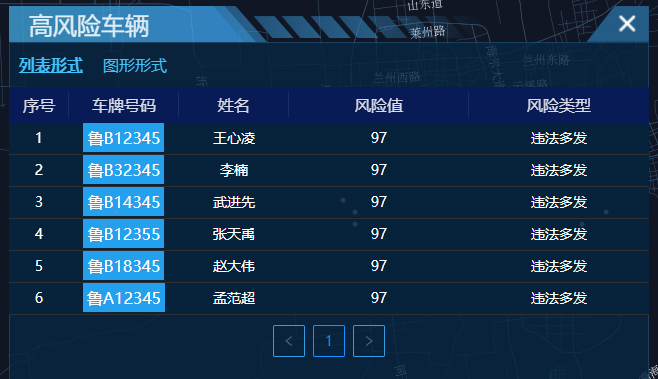 山东道
高风险车辆
莱州路
列表形式 图形形式
兰州西路
兰州东路
序号 车牌号码 姓名 风险值 风险类型
1 鲁B12345 王心凌 97 违法多发
2 鲁B32345 李楠 97 违法多发
3 鲁B14345 武进先 97 违法多发
4 鲁B12355 张天禹 97 违法多发
5 鲁B18345 赵大伟 97 违法多发
6 鲁A12345 孟范超 97 违法多发
< 1 >